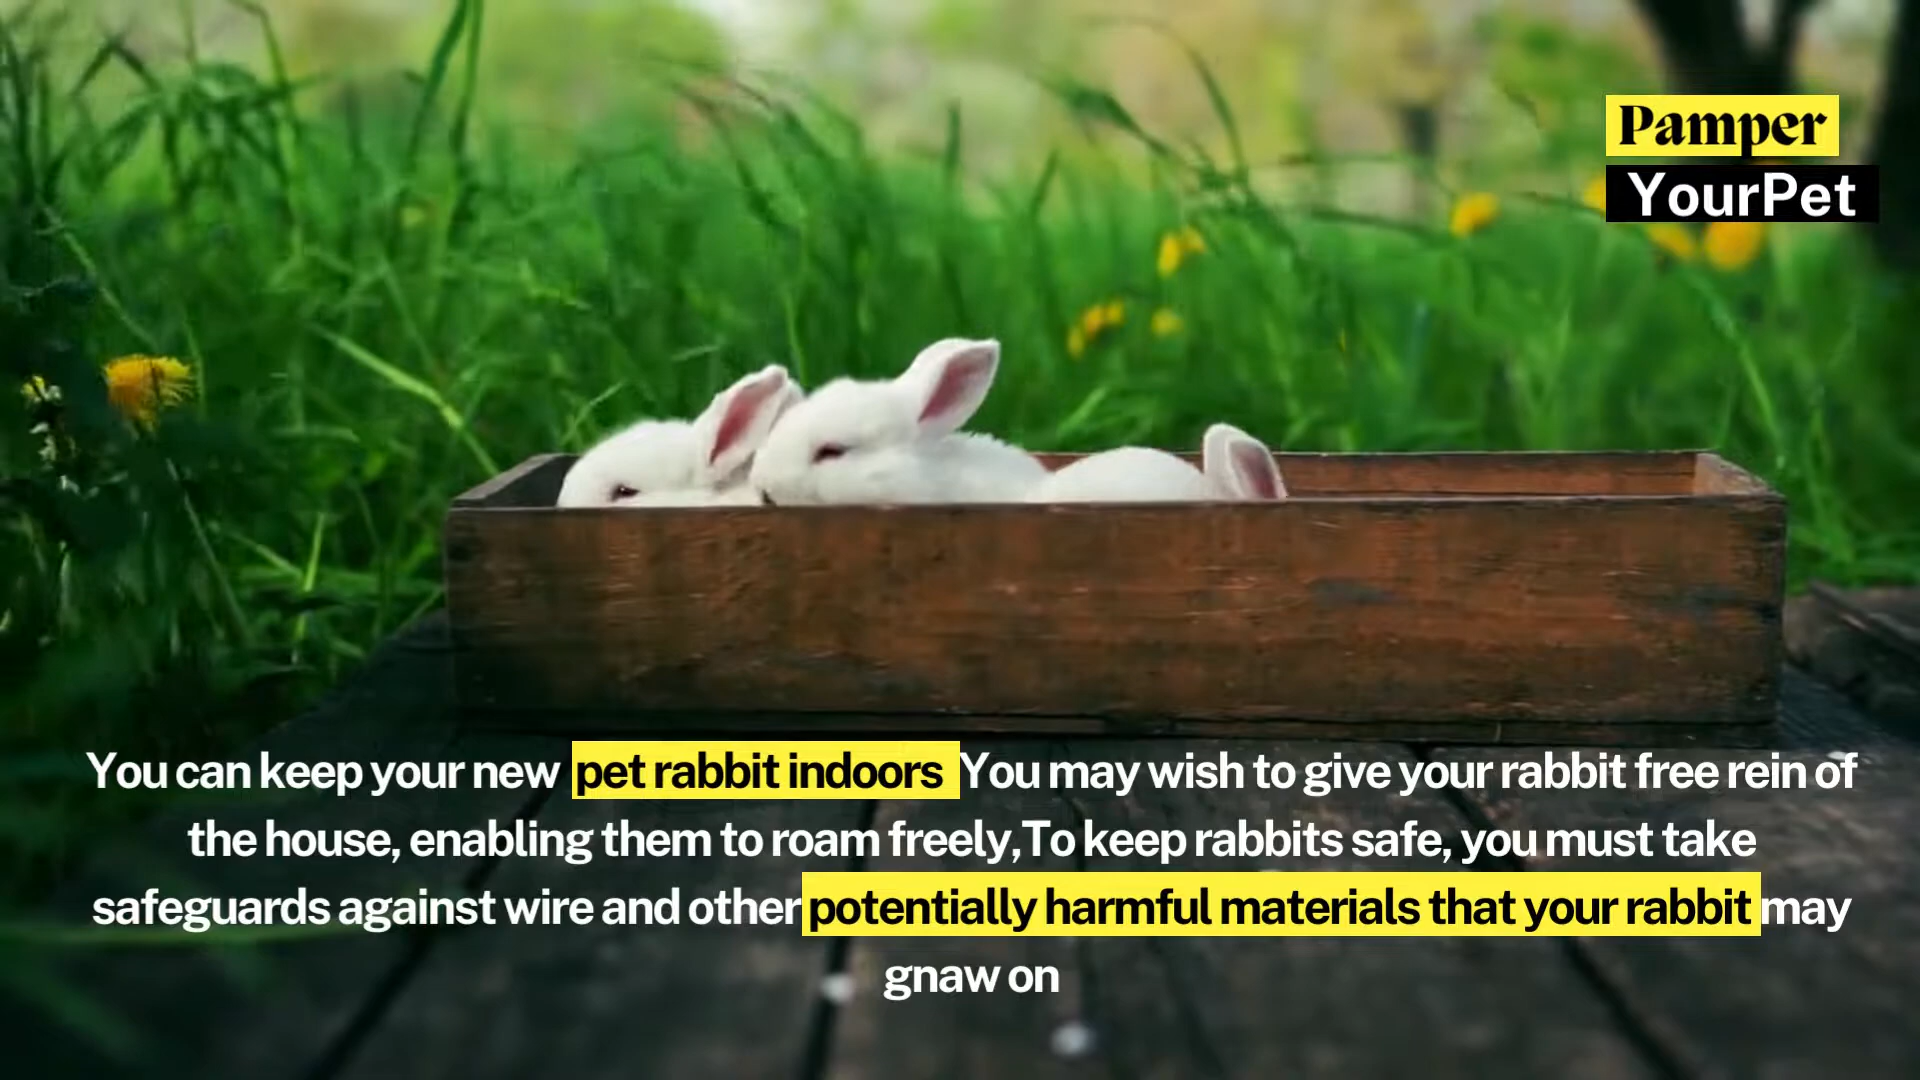 Pamper
YourPet
You can keep your new pet rabbit indoors You may wish to give your rabbit free rein of
the house, enabling them to roam freely,To keep rabbits safe, you must take
safeguards against wire and other potentially harmful materials that your rabbit may
gnaw on